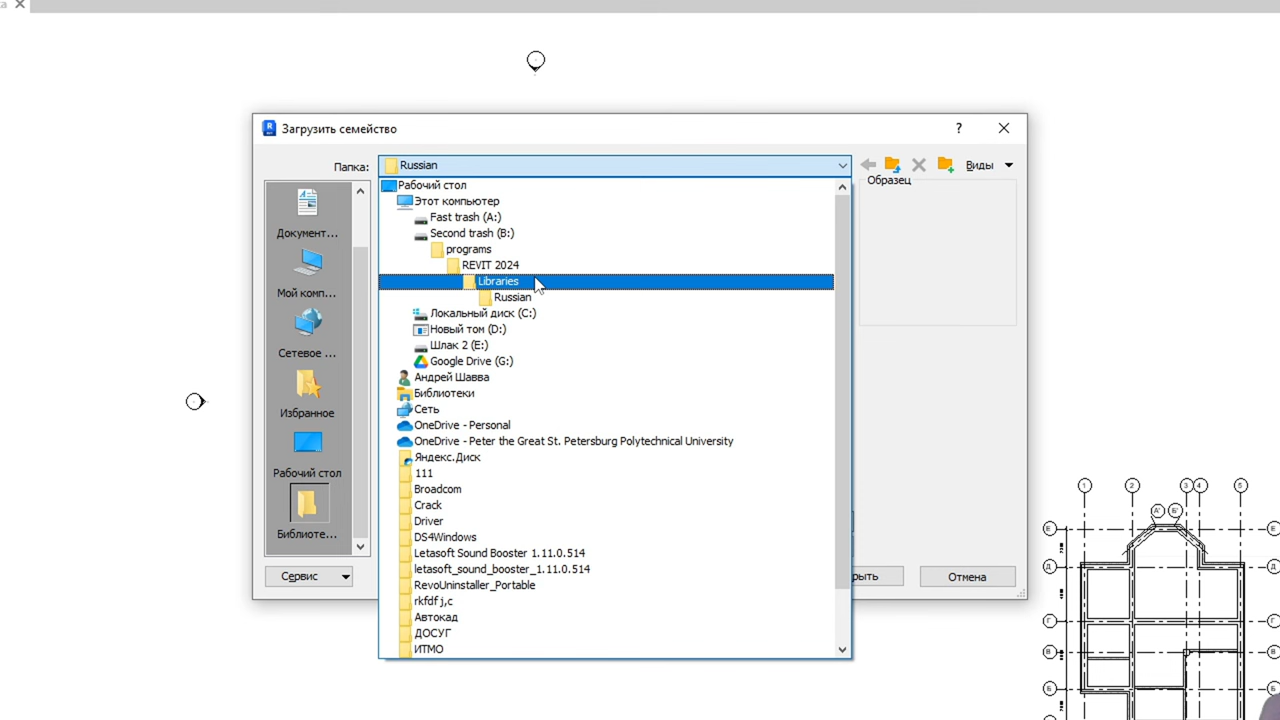 Загрузить семейство
?
Папка:
Russian
Виды
Образец
Рабочий стол
Этот компьютер
Fast trash (A:)
Second trash (B:)
programs
REVIT 2024
Libraries
Russian
Локальный диск (C:)
Новый том (D:)
Шлак 2 (E:)
Google Drive (G:)
Андрей Шавва
Библиотеки
Сеть
OneDrive - Personal
OneDrive - Peter the Great St. Petersburg Polytechnical University
Яндекс.Диск
111
Broadcom
Crack
Driver
DS4Windows
Letasoft Sound Booster 1.11.0.514
letasoft_sound_booster_1.11.0.514
RevoUninstaller_Portable
rkfdf j,c
Автокад
ДОСУГ
ИТМО
Документ...
Мой комп...
Сетевое ...
Избранное
Рабочий стол
Библиоте...
Сервис
рыть
Отмена
1 2 3 4 5
А' Б'
Е Е
Д Д
Г Г
В В
Б Б